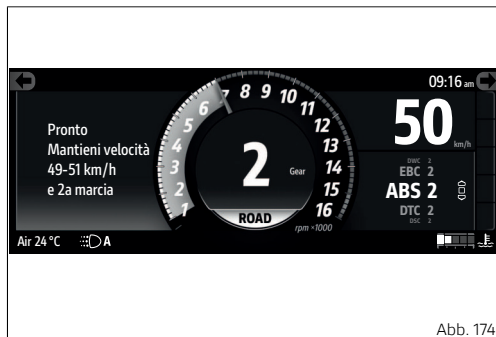 09:16 am
Pronto
Mantieni velocità
49-51 km/h
e 2a marcia
1
2
3
4
5
6
7
8
9
10
11
12
13
14
15
16
rpm ×1000
2
Gear
ROAD
50
km/h
DWC 2
EBC 2
ABS 2
DTC 2
DSC 2
Air 24 °C
A
Abb. 174